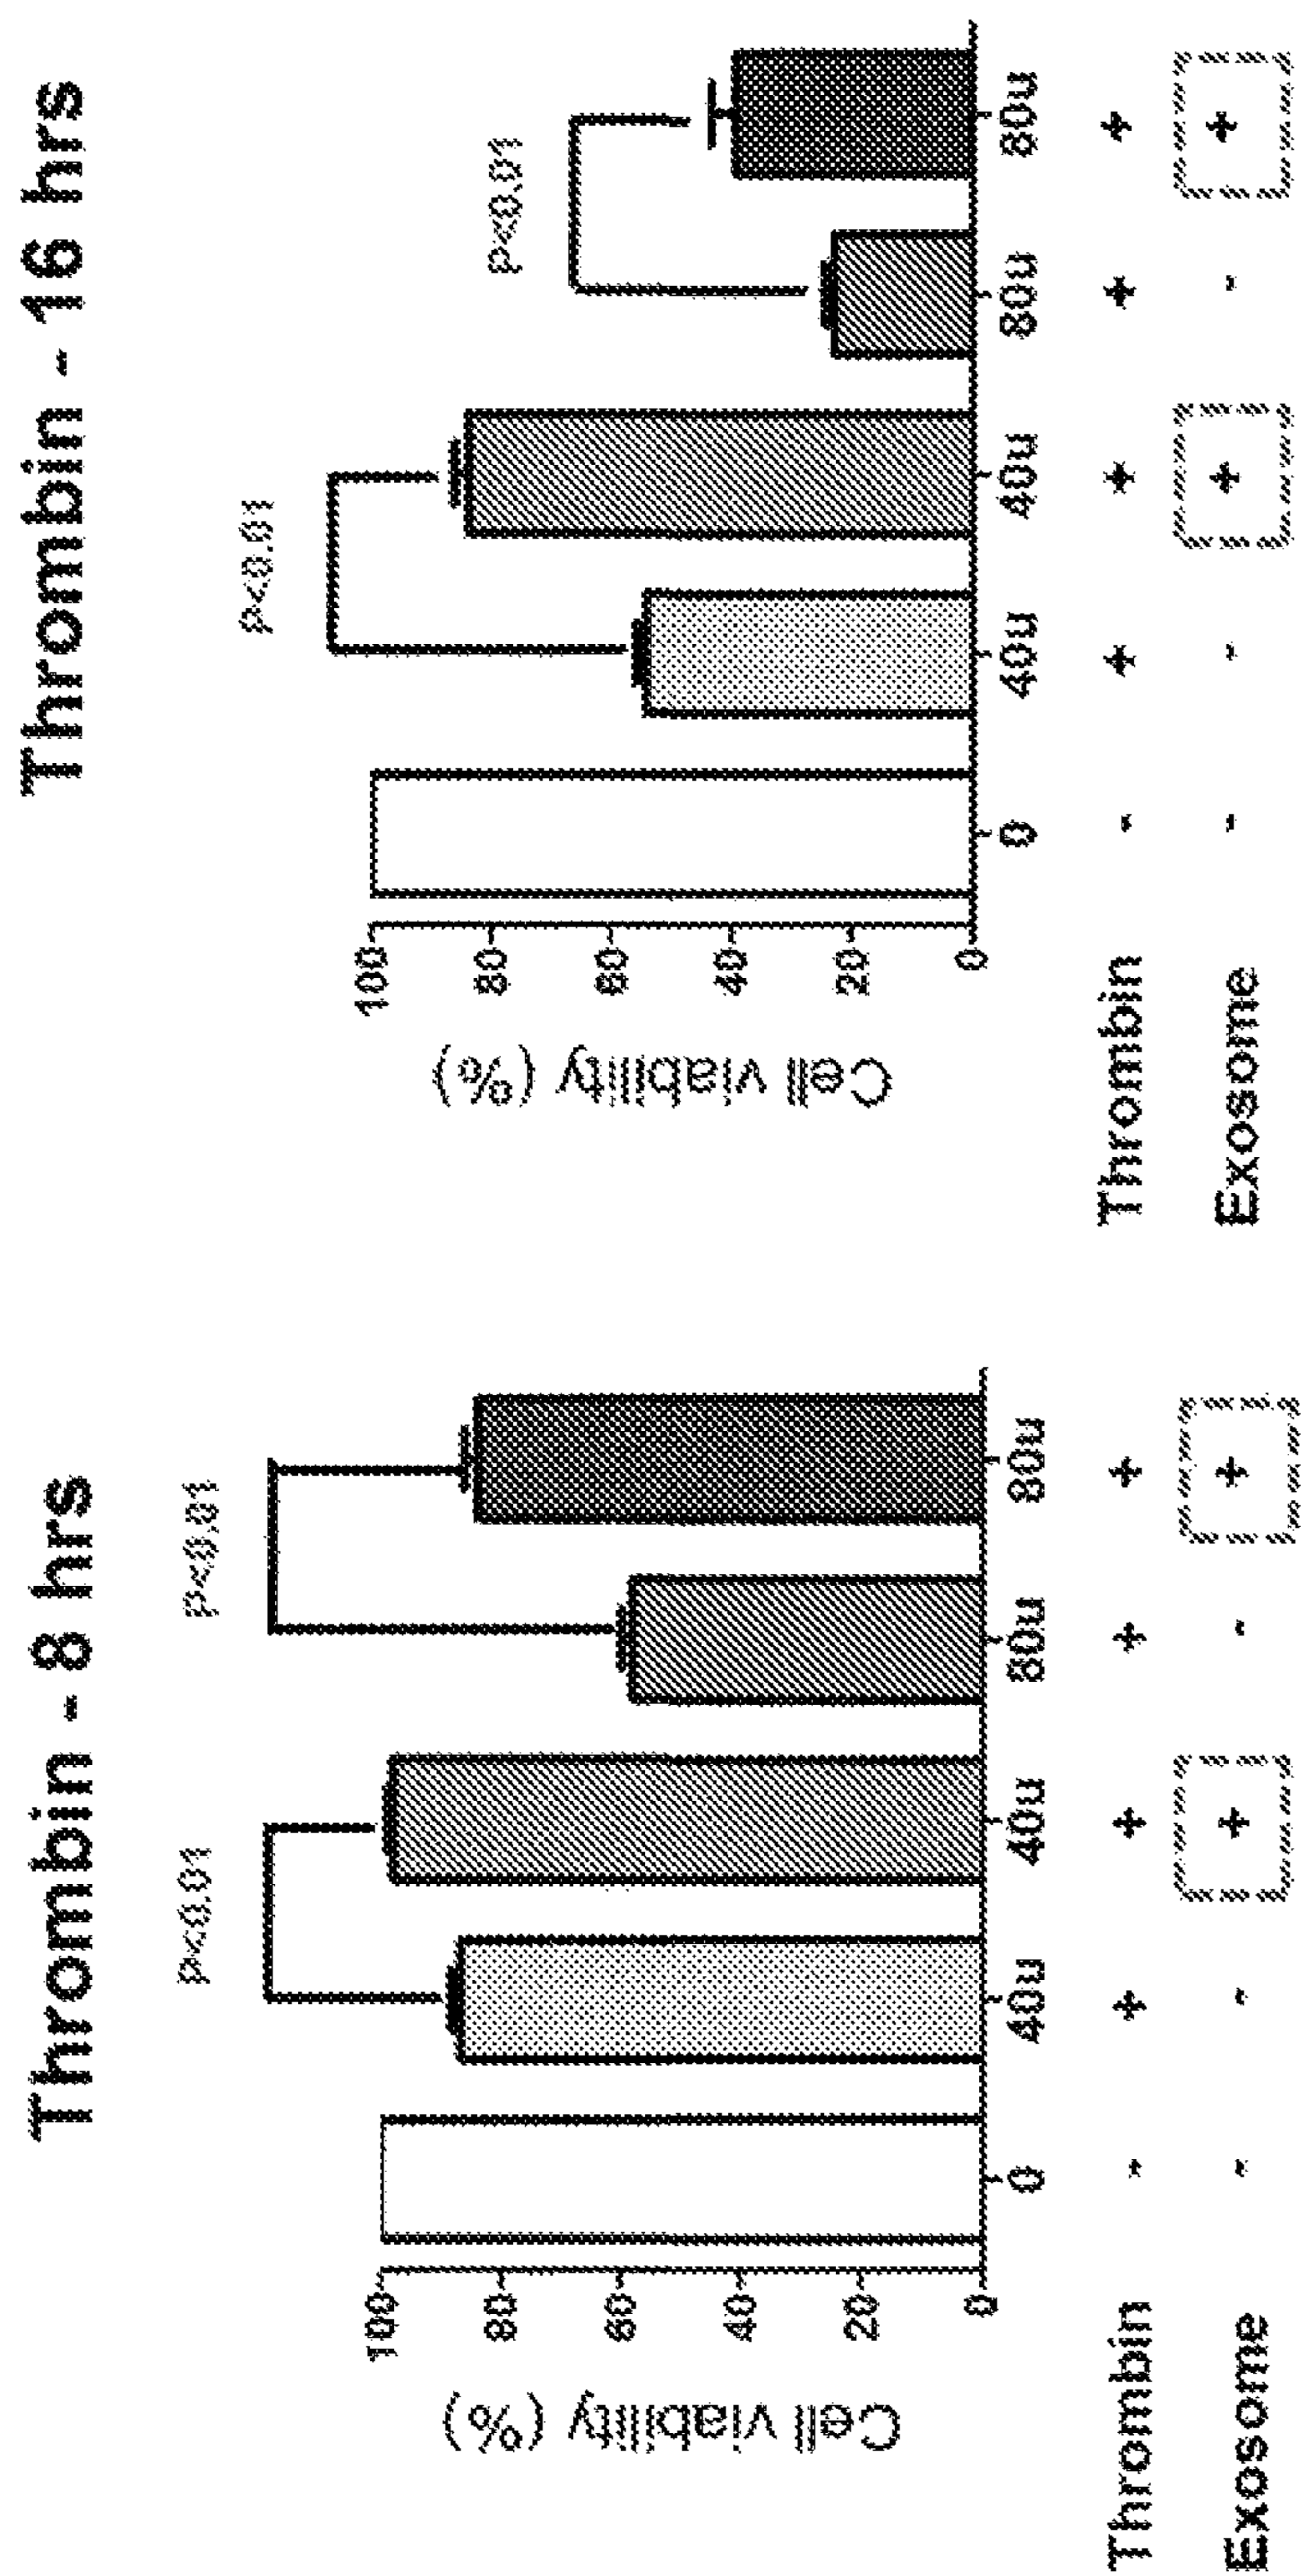 Thrombin - 8 hrs
P<0.01
P<0.01
Cell viability (%)
100
80
60
40
20
0
0 40u 40u 80u 80u
Thrombin - + + + +
Exosome - - + - +
Thrombin - 16 hrs
P<0.01
P<0.01
Cell viability (%)
100
80
60
40
20
0
0 40u 40u 80u 80u
Thrombin - + + + +
Exosome - - + - +